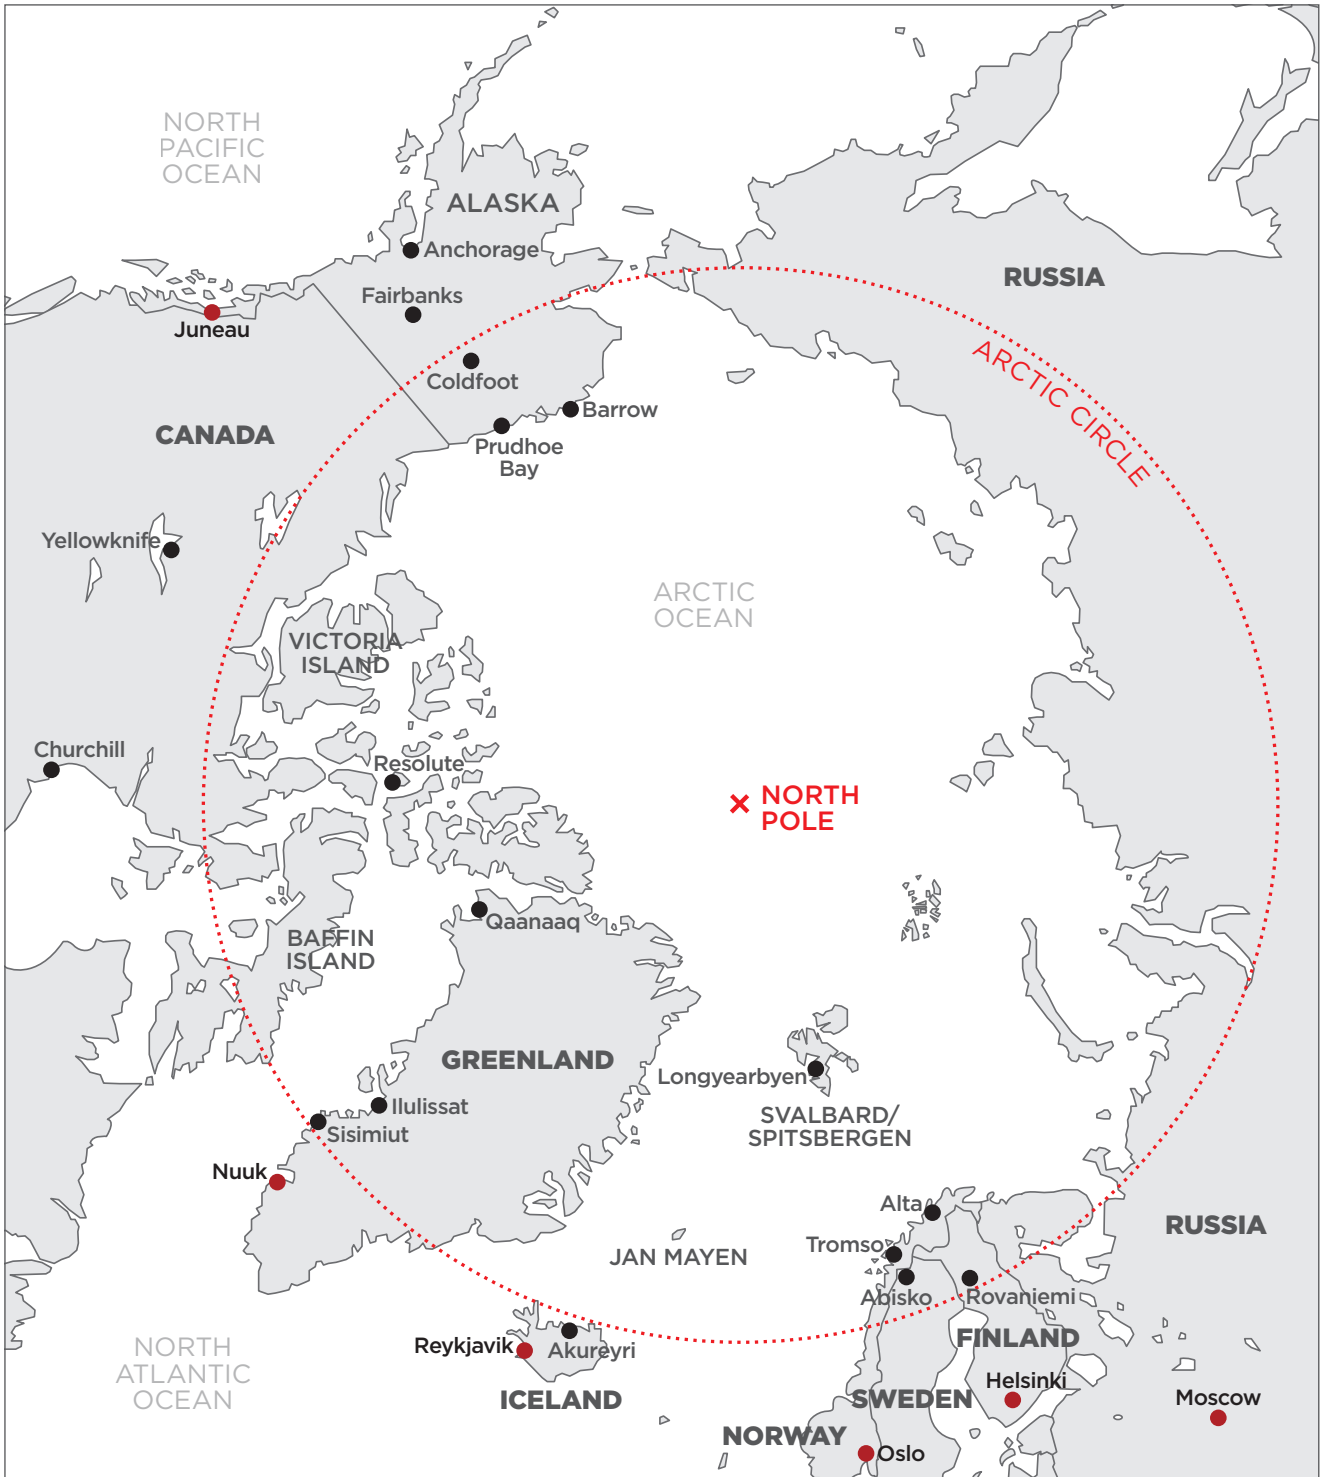 NORTH
PACIFIC
OCEAN
ALASKA
Anchorage
RUSSIA
Fairbanks
Juneau
ARCTIC CIRCLE
Coldfoot
Barrow
CANADA
Prudhoe
Bay
Yellowknife
ARCTIC
OCEAN
VICTORIA
ISLAND
Churchill
Resolute
NORTH
POLE
Qaanaaq
BAFFIN
ISLAND
GREENLAND
Longyearbyen
Ilulissat
SVALBARD/
SPITSBERGEN
Sisimiut
Nuuk
Alta
RUSSIA
Tromso
JAN MAYEN
Abisko
Rovaniemi
FINLAND
Reykjavik
Akureyri
NORTH
ATLANTIC
OCEAN
Helsinki
ICELAND
SWEDEN
Moscow
NORWAY
Oslo